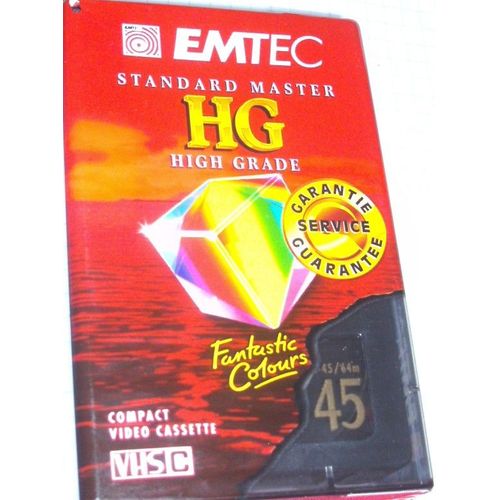 EMTEC
STANDARD MASTER
HG
HIGH GRADE
GARANTIE
SERVICE
GUARANTEE
Fantastic
Colours
45/64m
45
COMPACT
VIDEO CASSETTE
VHS C